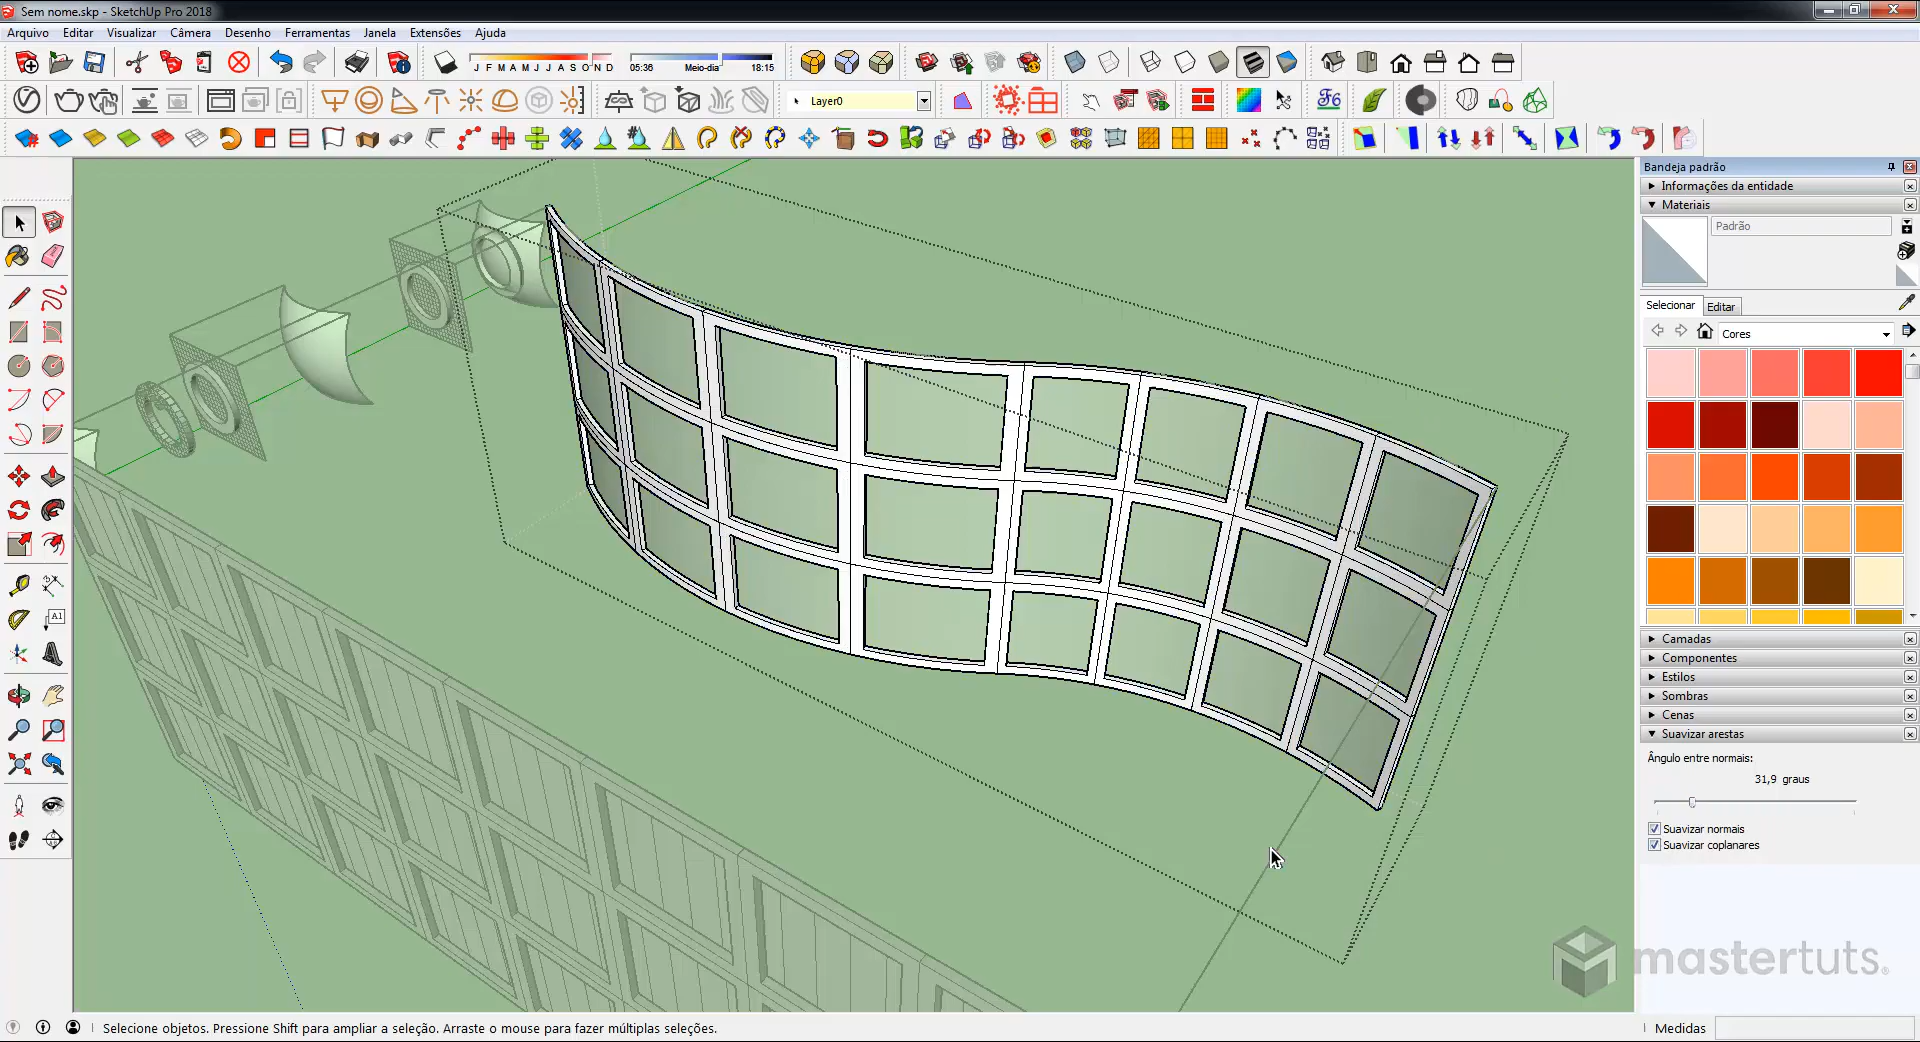 Sem nome.skp - SketchUp Pro 2018
Arquivo Editar Visualizar Câmera Desenho Ferramentas Janela Extensões Ajuda
J F M A M J J A S O N D 05:36 Meio-dia 18:15
Layer0
Bandeja padrão
Informações da entidade
Materiais
Padrão
Selecionar Editar
Cores
Camadas
Componentes
Estilos
Sombras
Cenas
Suavizar arestas
Ângulo entre normais:
31,9 graus
Suavizar normais
Suavizar coplanares
mastertuts
Selecione objetos. Pressione Shift para ampliar a seleção. Arraste o mouse para fazer múltiplas seleções.
Medidas